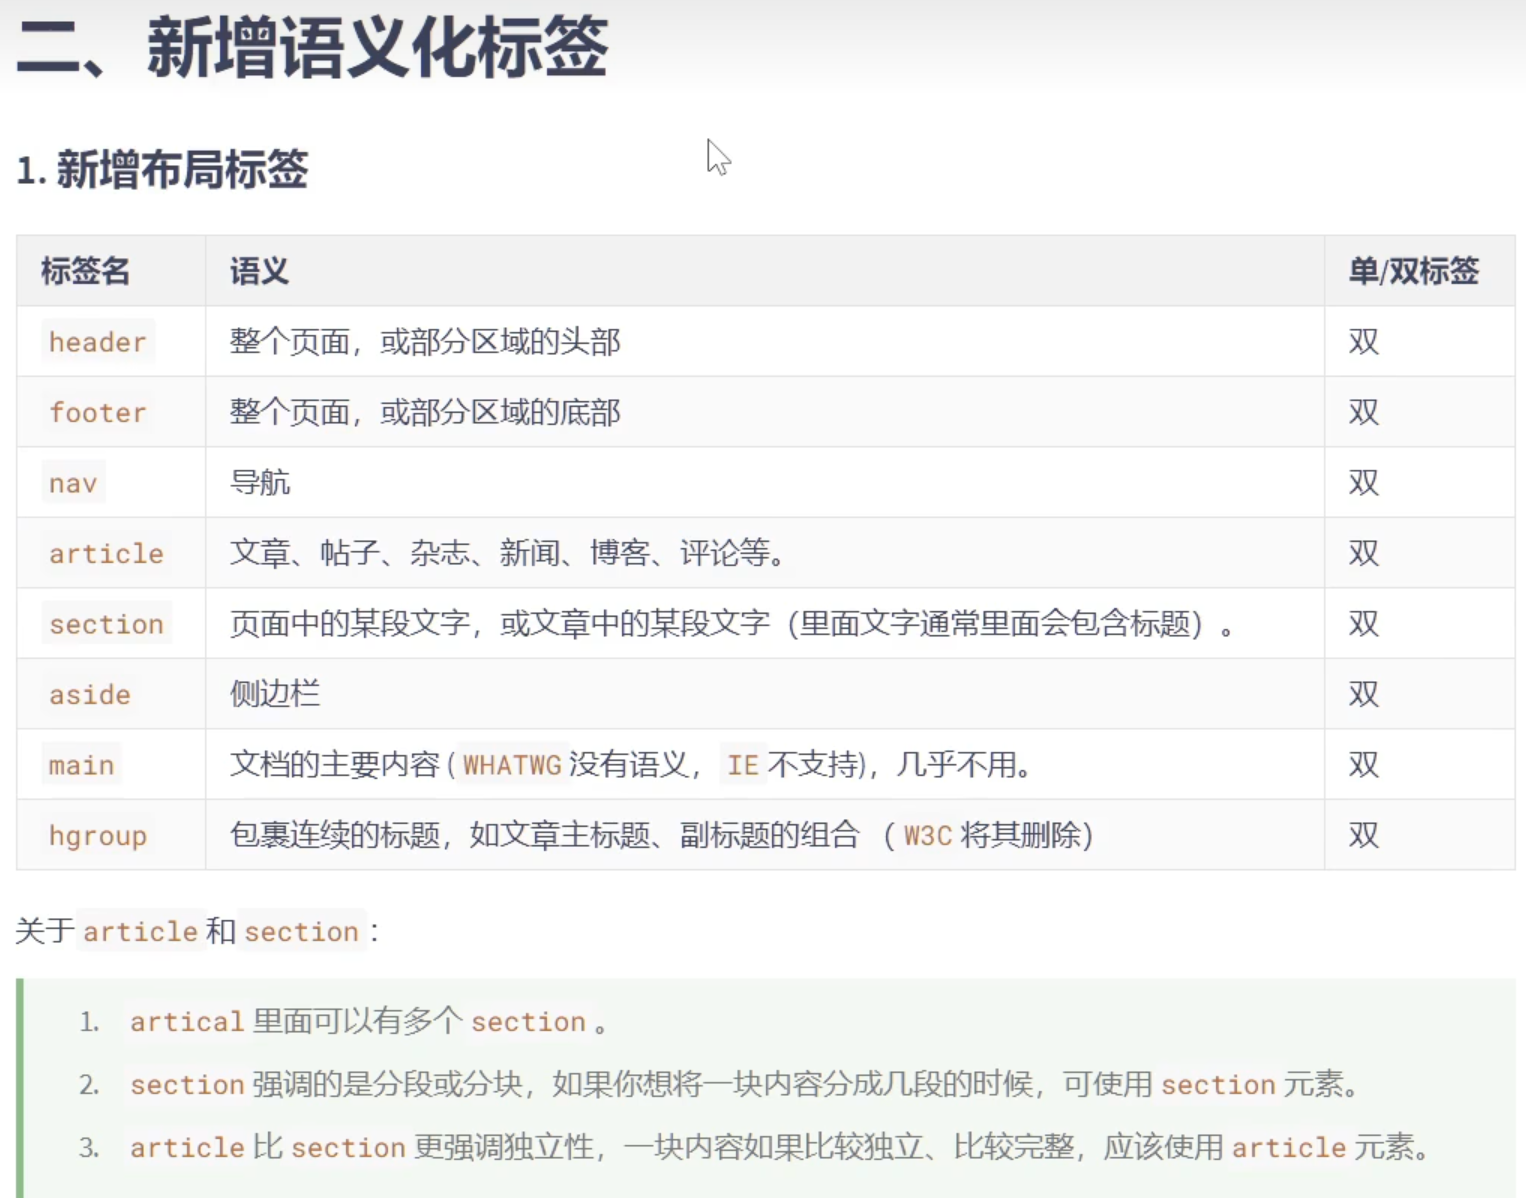 二、新增语义化标签
1. 新增布局标签
标签名 语义 单/双标签
header 整个页面，或部分区域的头部 双
footer 整个页面，或部分区域的底部 双
nav 导航 双
article 文章、帖子、杂志、新闻、博客、评论等。 双
section 页面中的某段文字，或文章中的某段文字（里面文字通常里面会包含标题）。 双
aside 侧边栏 双
main 文档的主要内容 ( WHATWG 没有语义， IE 不支持)，几乎不用。 双
hgroup 包裹连续的标题，如文章主标题、副标题的组合 （ W3C 将其删除） 双
关于 article 和 section ：
1. artical 里面可以有多个 section 。
2. section 强调的是分段或分块，如果你想将一块内容分成几段的时候，可使用 section 元素。
3. article 比 section 更强调独立性，一块内容如果比较独立、比较完整，应该使用 article 元素。